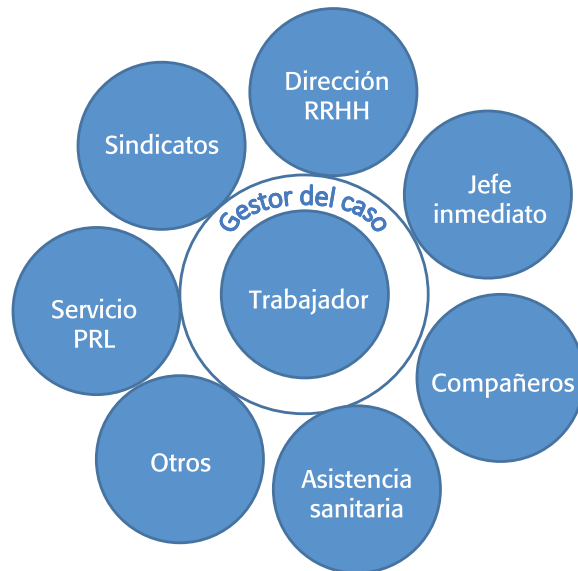 Dirección
RRHH
Sindicatos
Jefe
inmediato
Gestor del caso
Trabajador
Servicio
PRL
Compañeros
Otros
Asistencia
sanitaria